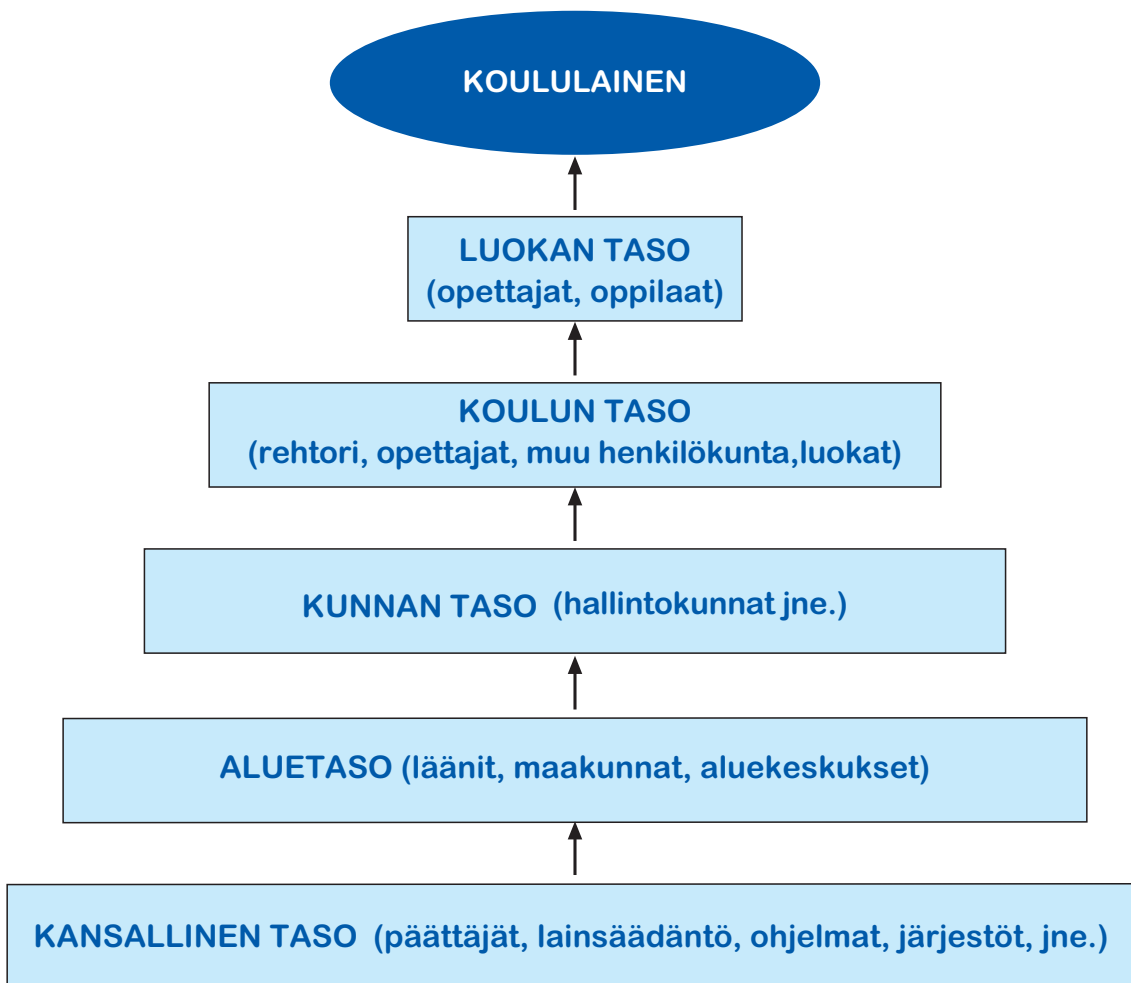 KOULULAINEN
LUOKAN TASO
(opettajat, oppilaat)
KOULUN TASO
(rehtori, opettajat, muu henkilökunta,luokat)
KUNNAN TASO (hallintokunnat jne.)
ALUETASO (läänit, maakunnat, aluekeskukset)
KANSALLINEN TASO (päättäjät, lainsäädäntö, ohjelmat, järjestöt, jne.)